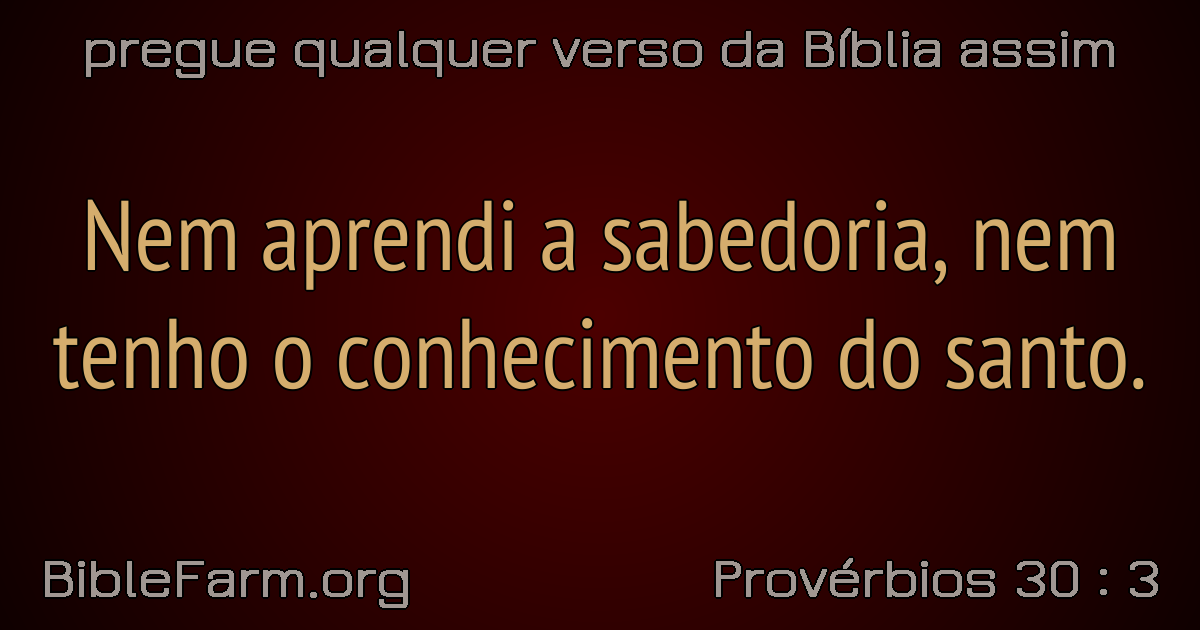 pregue qualquer verso da Bíblia assim
Nem aprendi a sabedoria, nem
tenho o conhecimento do santo.
BibleFarm.org
Provérbios 30 : 3